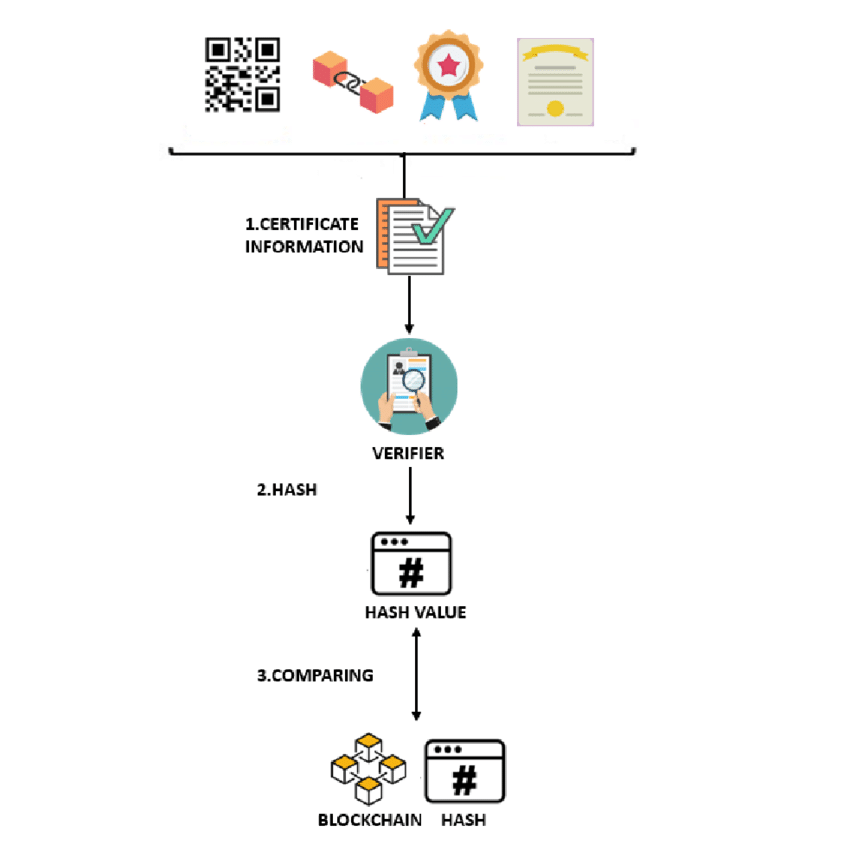 1.CERTIFICATE
INFORMATION
VERIFIER
2.HASH
#
HASH VALUE
3.COMPARING
#
BLOCKCHAIN HASH